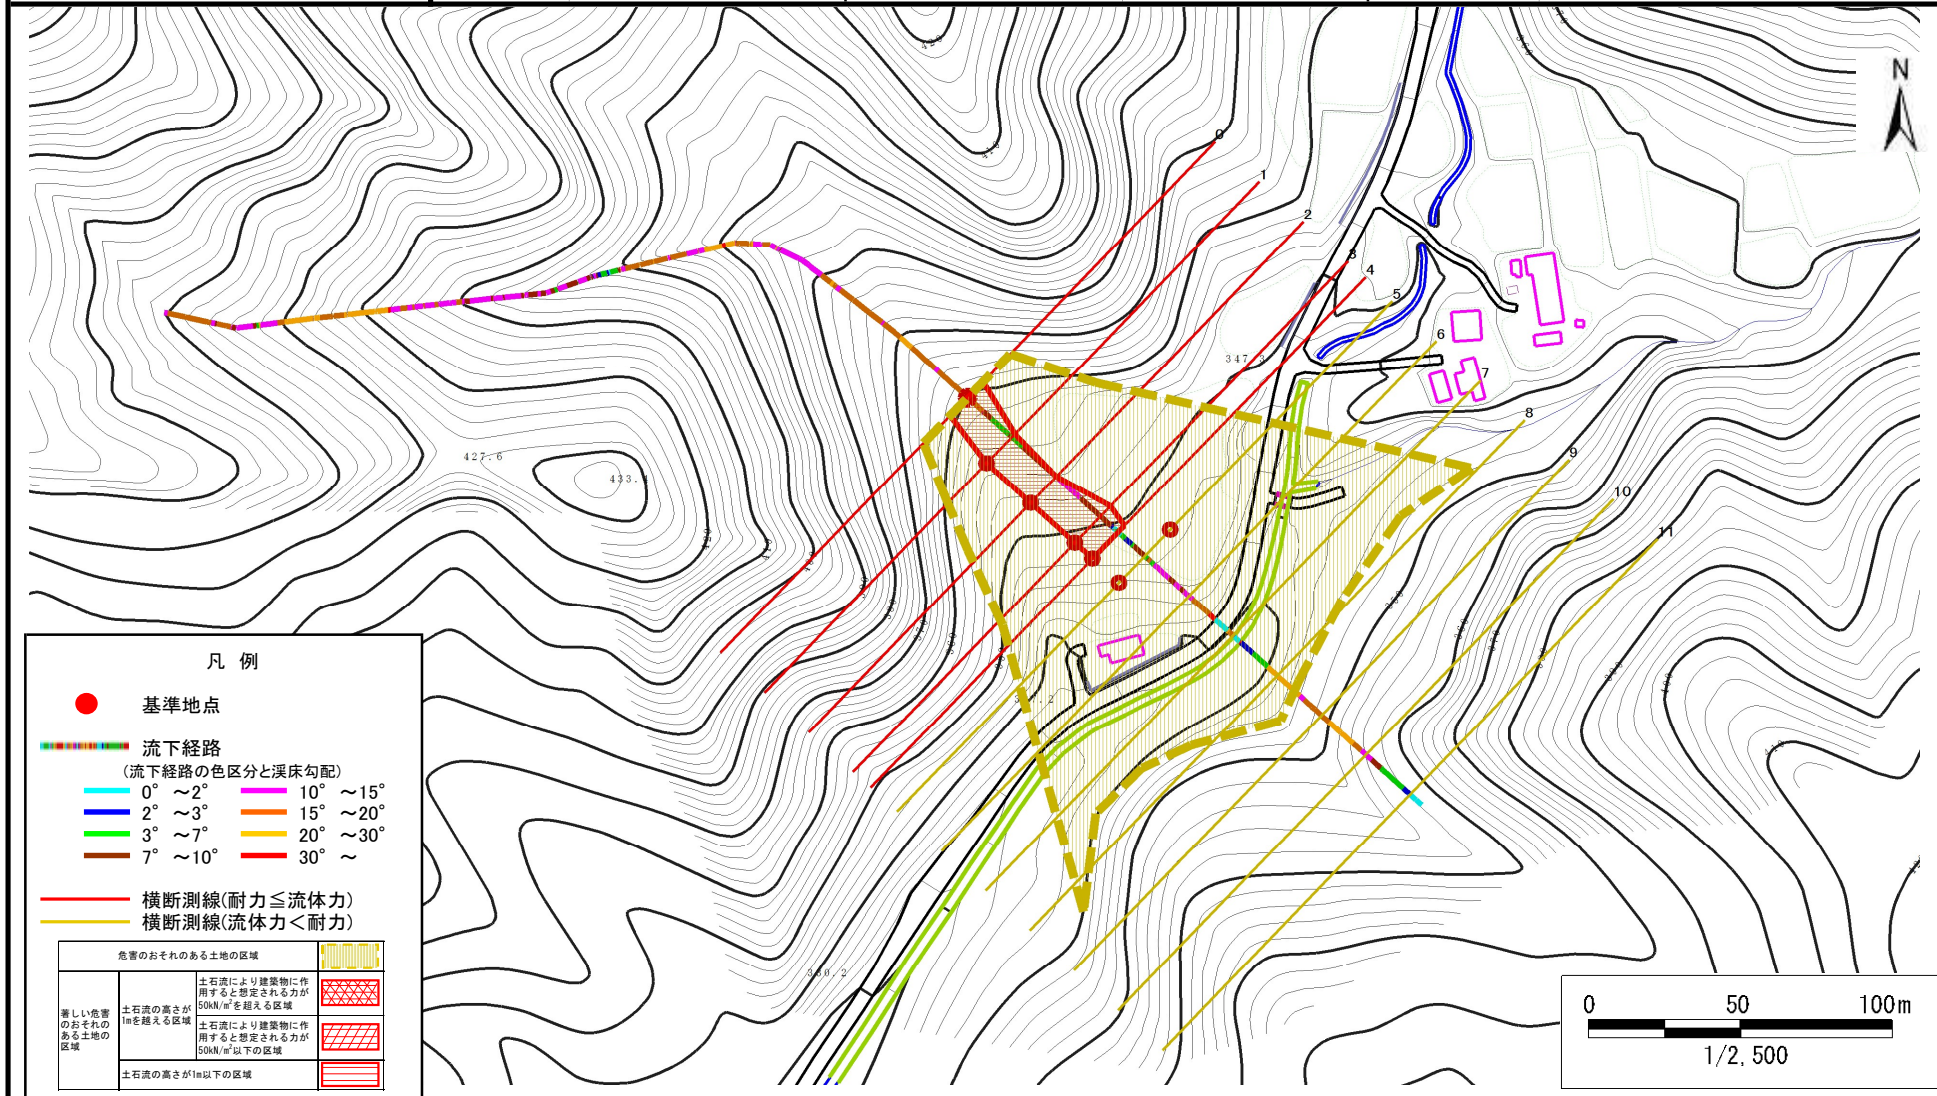 N
0
1
2
3
4
5
6
7
8
9
10
11
347.3
427.6
433.4
330.2
凡 例
基準地点
流下経路
(流下経路の色区分と渓床勾配)
0° ～2° 10° ～15°
2° ～3° 15° ～20°
3° ～7° 20° ～30°
7° ～10° 30° ～
横断測線(耐力≦流体力)
横断測線(流体力＜耐力)
危害のおそれのある土地の区域
著しい危害
のおそれの
ある土地の
区域
土石流の高さが
1mを越える区域
土石流により建築物に作
用すると想定される力が
50kN/m²を超える区域
土石流により建築物に作
用すると想定される力が
50kN/m²以下の区域
土石流の高さが1m以下の区域
0 50 100m
1/2,500